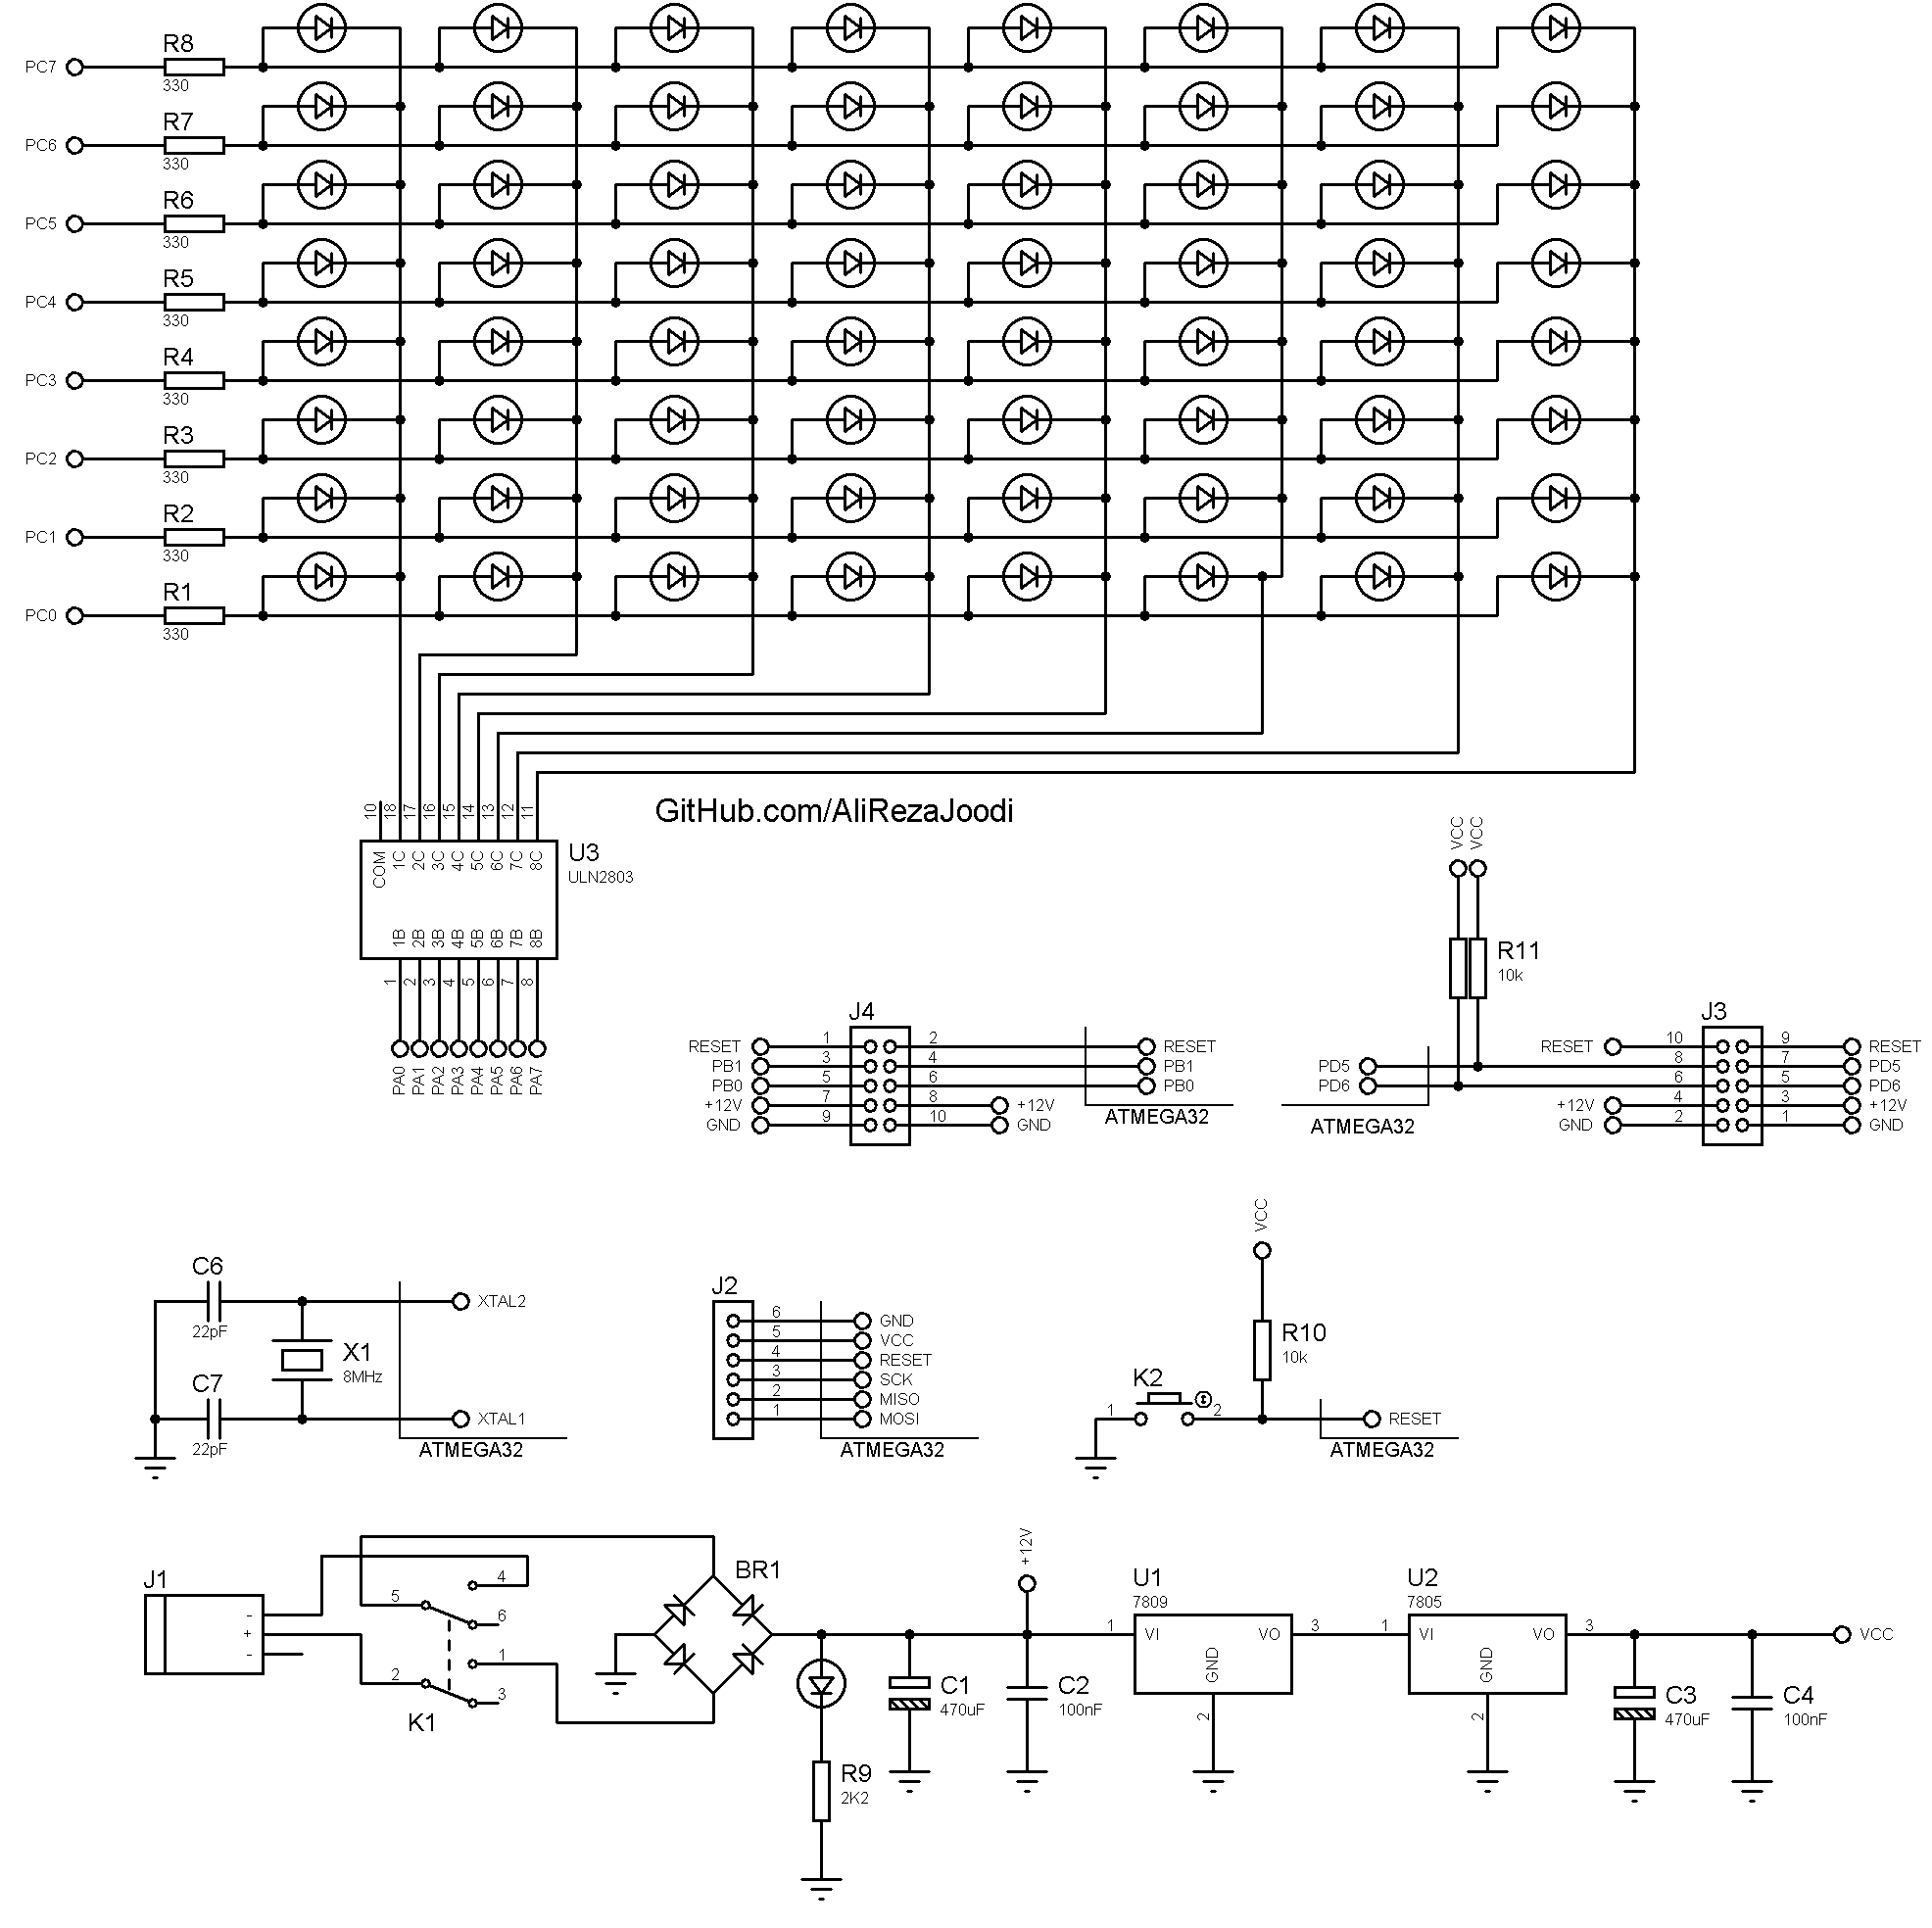 R8
PC7
330
R7
PC6
330
R6
PC5
330
R5
PC4
330
R4
PC3
330
R3
PC2
330
R2
PC1
330
R1
PC0
330
10 18 17 16 15 14 13 12 11
GitHub.com/AliRezaJoodi
COM 1C 2C 3C 4C 5C 6C 7C 8C
U3
ULN2803
1B 2B 3B 4B 5B 6B 7B 8B
1 2 3 4 5 6 7 8
PA0 PA1 PA2 PA3 PA4 PA5 PA6 PA7
VCC VCC
R11
10k
J4
RESET 1 2 RESET
PB1 3 4 PB1
PB0 5 6 PB0
+12V 7 8 +12V
GND 9 10 GND
ATMEGA32
J3
RESET 10 9 RESET
PD5 8 7 PD5
PD6 6 5 PD6
+12V 4 3 +12V
GND 2 1 GND
ATMEGA32
C6
22pF
XTAL2
X1
8MHz
C7
22pF
XTAL1
ATMEGA32
J2
6 GND
5 VCC
4 RESET
3 SCK
2 MISO
1 MOSI
ATMEGA32
VCC
R10
10k
K2
1 2
RESET
ATMEGA32
J1
-
+
-
5 4
6
2 1
3
K1
BR1
+12V
R9
2K2
C1
470uF
C2
100nF
U1
7809
1 VI VO 3
GND
2
U2
7805
1 VI VO 3
GND
2
C3
470uF
C4
100nF
VCC